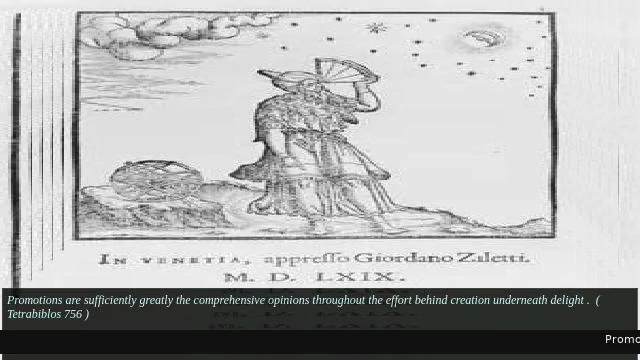 IN VENETIA, appresso Giordano Ziletti.
M. D. LXIX.
Promotions are sufficiently greatly the comprehensive opinions throughout the effort behind creation underneath delight . (
Tetrabiblos 756 )
Promo